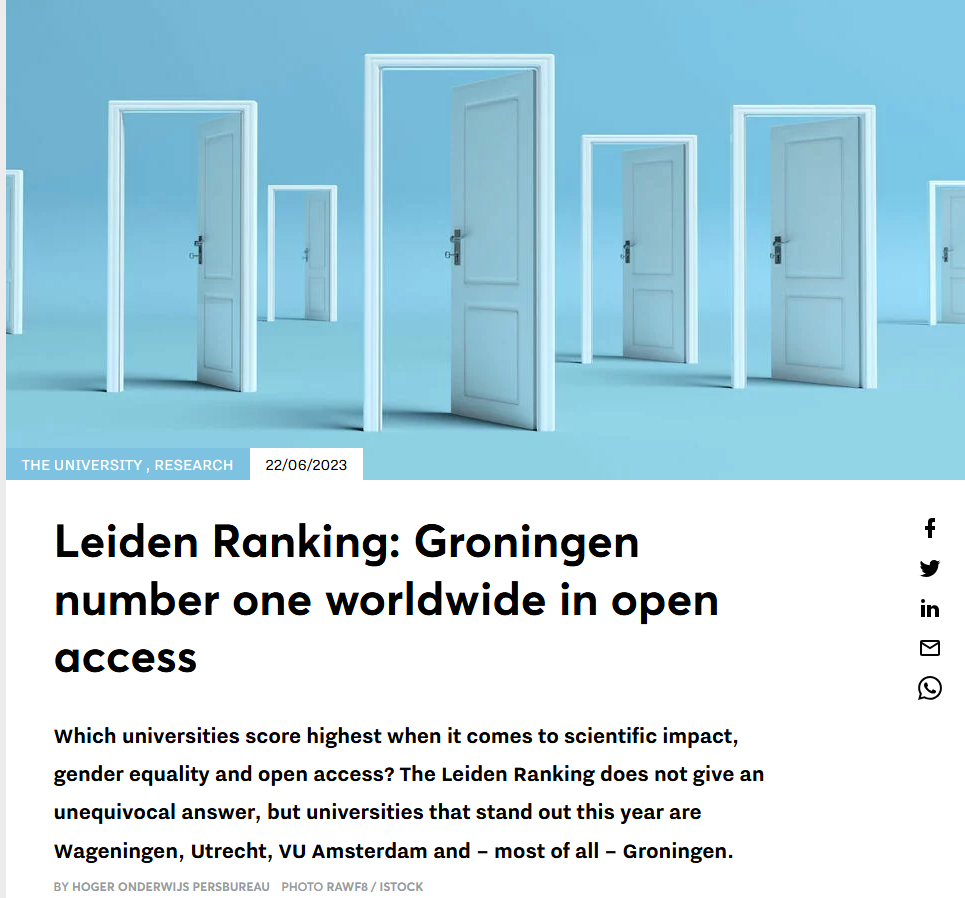 THE UNIVERSITY , RESEARCH
22/06/2023
Leiden Ranking: Groningen
number one worldwide in open
access
Which universities score highest when it comes to scientific impact,
gender equality and open access? The Leiden Ranking does not give an
unequivocal answer, but universities that stand out this year are
Wageningen, Utrecht, VU Amsterdam and – most of all – Groningen.
BY HOGER ONDERWIJS PERSBUREAU PHOTO RAWF8 / ISTOCK